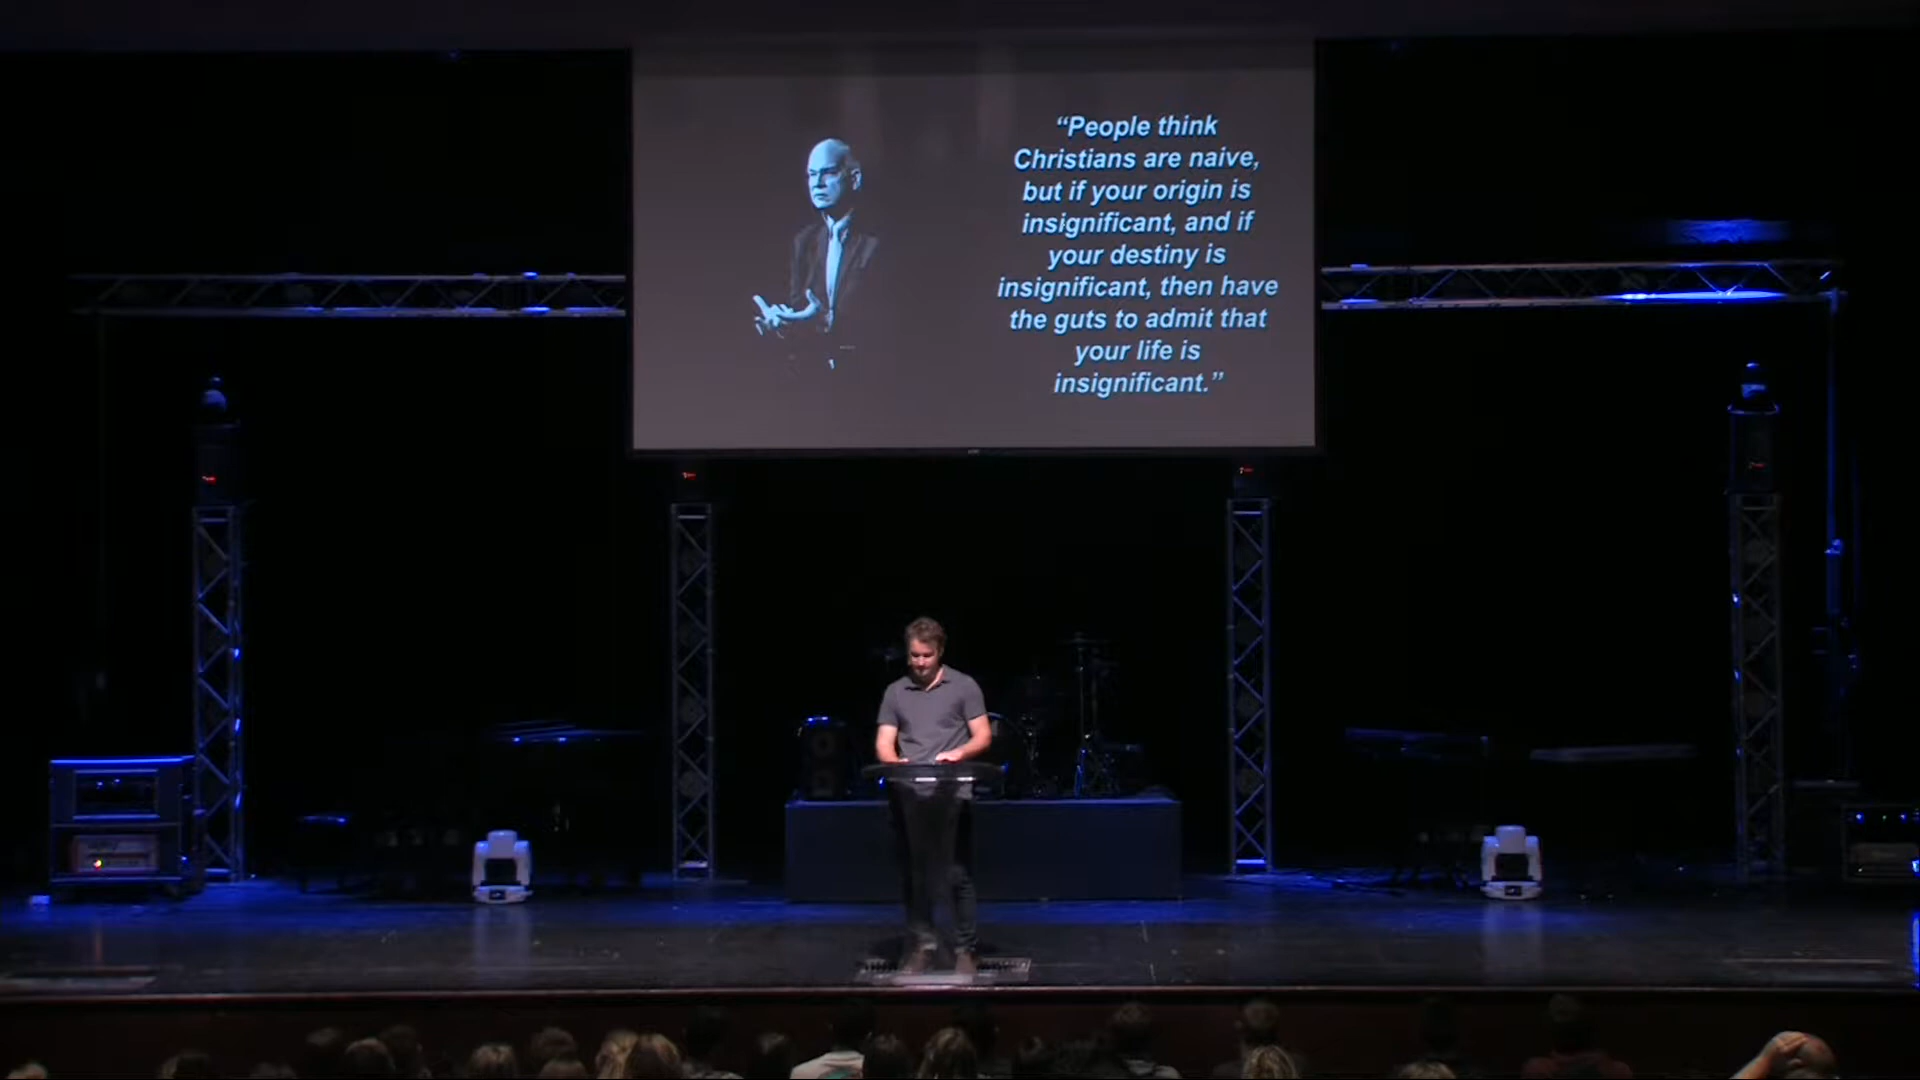 “People think
Christians are naive,
but if your origin is
insignificant, and if
your destiny is
insignificant, then have
the guts to admit that
your life is
insignificant.”